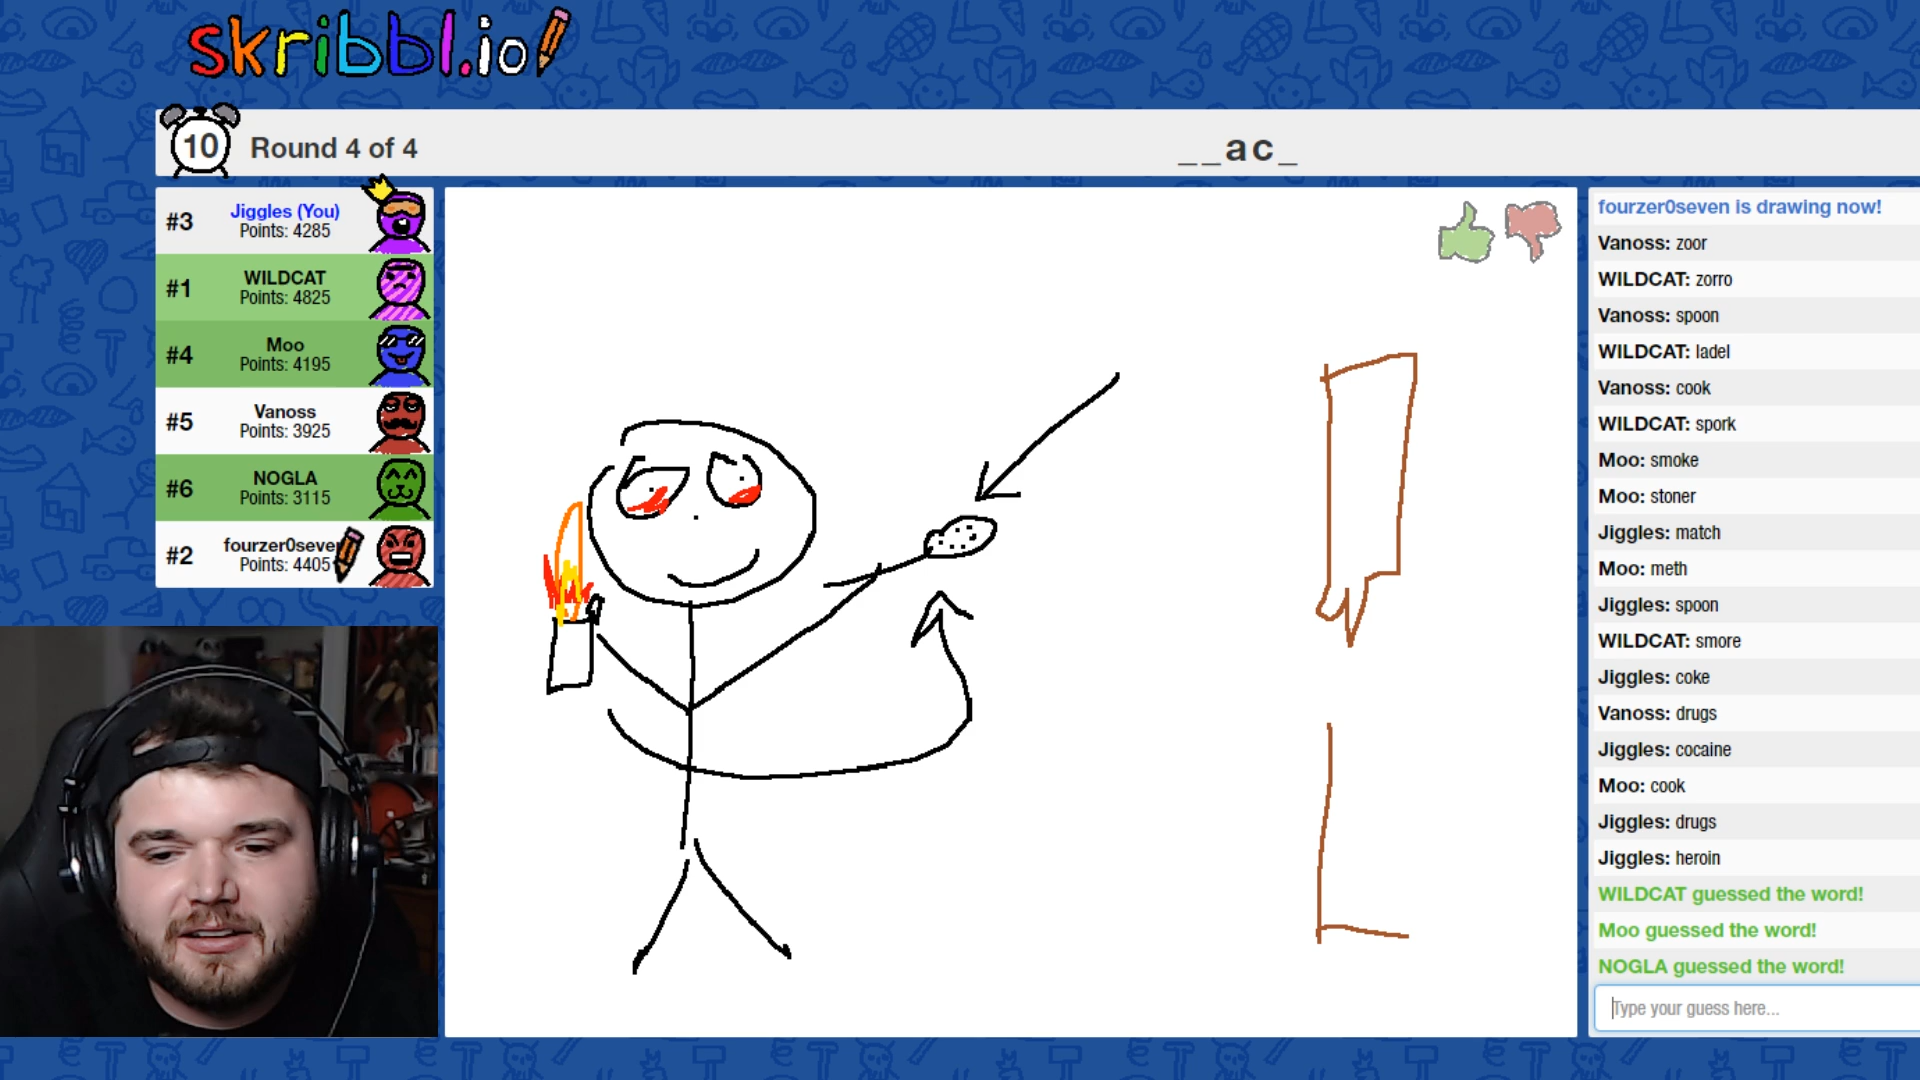 skribbl.io
10
Round 4 of 4
__ac_
#3
Jiggles (You)
Points: 4285
#1
WILDCAT
Points: 4825
#4
Moo
Points: 4195
#5
Vanoss
Points: 3925
#6
NOGLA
Points: 3115
#2
fourzer0seven
Points: 4405
fourzer0seven is drawing now!
Vanoss: zoor
WILDCAT: zorro
Vanoss: spoon
WILDCAT: ladel
Vanoss: cook
WILDCAT: spork
Moo: smoke
Moo: stoner
Jiggles: match
Moo: meth
Jiggles: spoon
WILDCAT: smore
Jiggles: coke
Vanoss: drugs
Jiggles: cocaine
Moo: cook
Jiggles: drugs
Jiggles: heroin
WILDCAT guessed the word!
Moo guessed the word!
NOGLA guessed the word!
Type your guess here...